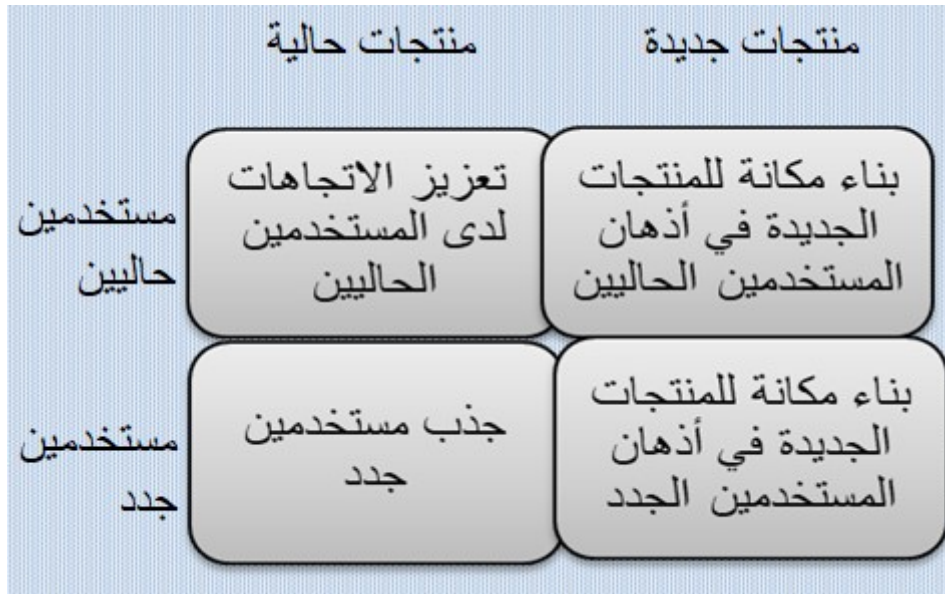 منتجات جديدة
منتجات حالية
بناء مكانة للمنتجات
الجديدة في أذهان
المستخدمين الحاليين
تعزيز الاتجاهات
لدى المستخدمين
الحاليين
مستخدمين
حاليين
بناء مكانة للمنتجات
الجديدة في أذهان
المستخدمين الجدد
جذب مستخدمين
جدد
مستخدمين
جدد